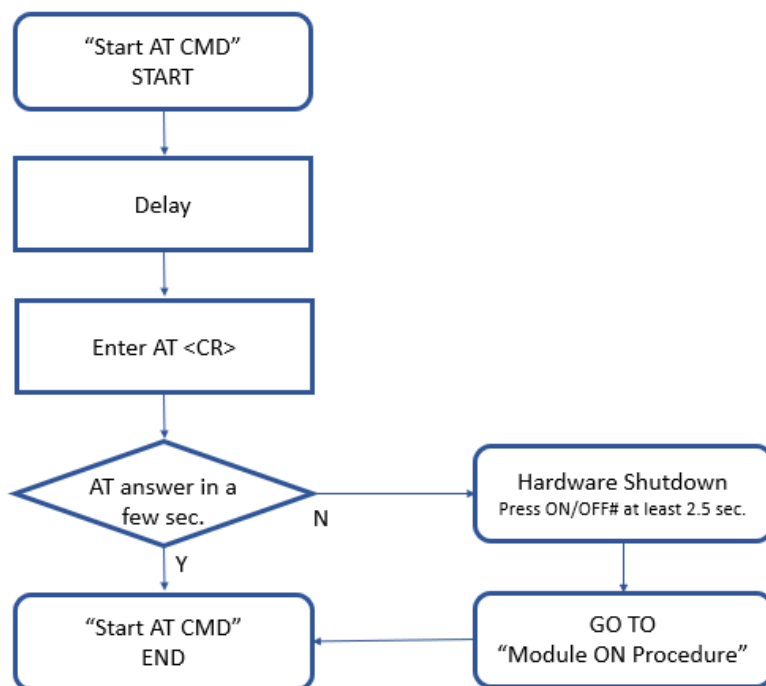 “Start AT CMD”
START
Delay
Enter AT <CR>
AT answer in a
few sec.
N
Y
Hardware Shutdown
Press ON/OFF# at least 2.5 sec.
GO TO
“Module ON Procedure”
“Start AT CMD”
END